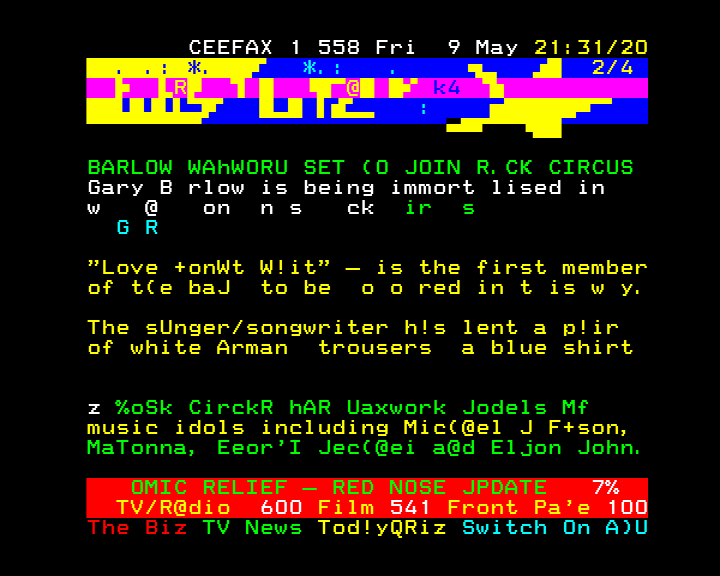 CEEFAX 1 558 Fri 9 May 21:31/20
2/4
k4
BARLOW WAhWORU SET (O JOIN R.CK CIRCUS
Gary B rlow is being immort lised in
w @ on n s ck ir s
G R
"Love +onWt W!it" — is the first member
of t(e baJ to be o o red in t is w y.
The sUnger/songwriter h!s lent a p!ir
of white Arman trousers a blue shirt
z %oSk CirckR hAR Uaxwork Jodels Mf
music idols including Mic(@el J F+son,
MaTonna, Eeor'I Jec(@ei a@d Eljon John.
OMIC RELIEF — RED NOSE JPDATE 7%
TV/R@dio 600 Film 541 Front Pa'e 100
The Biz TV News Tod!yQRiz Switch On A)U